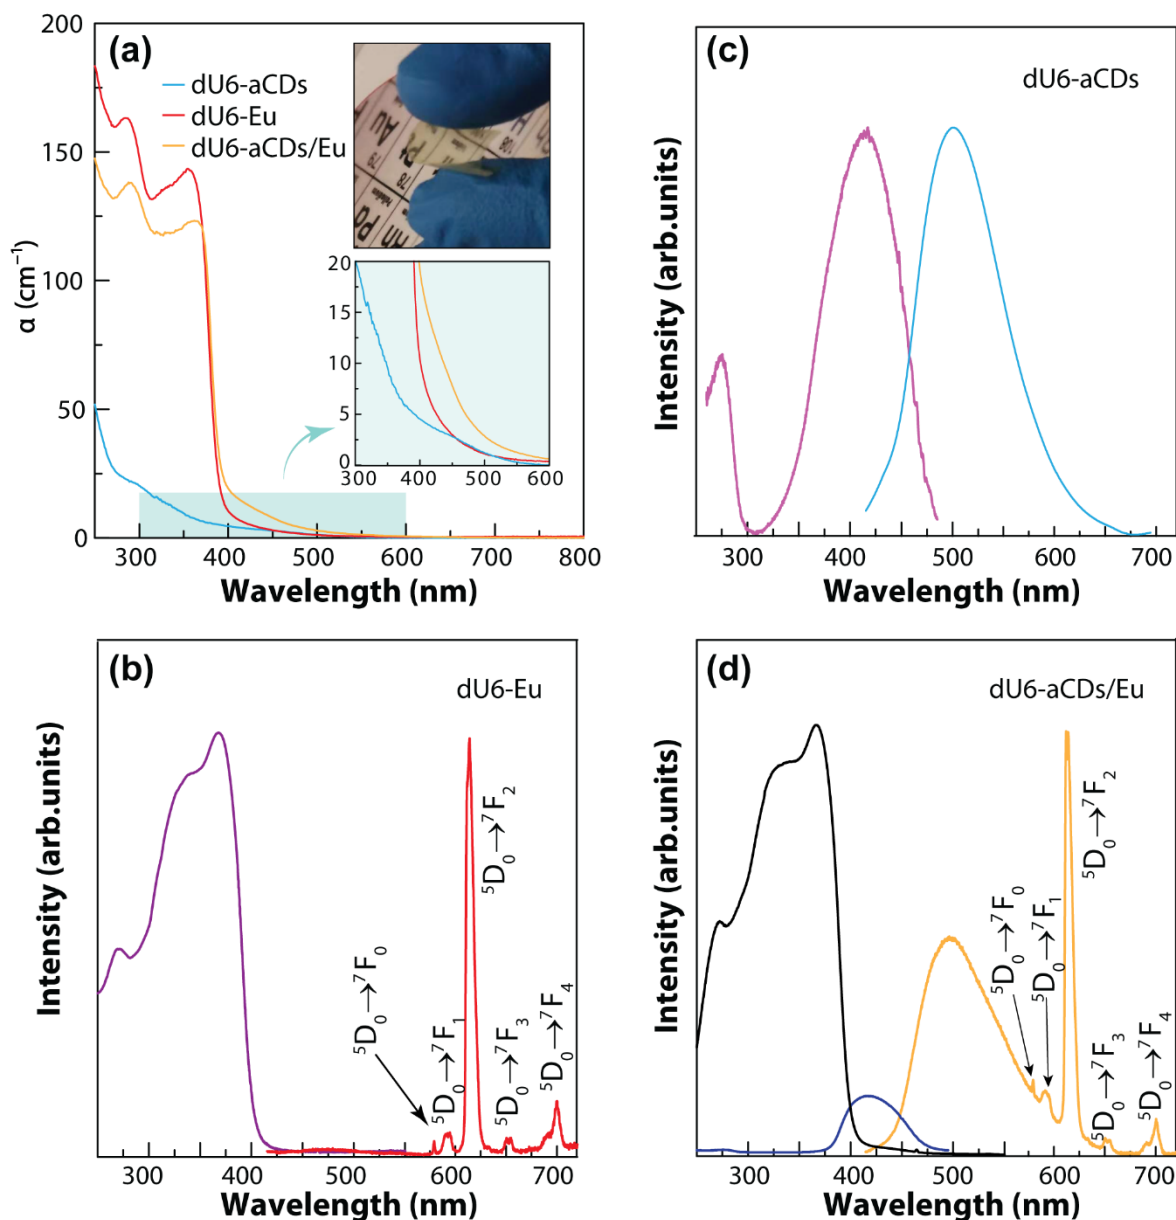 (a)
dU6-aCDs
dU6-Eu
dU6-aCDs/Eu
Au
79
78
Pd
α (cm⁻¹)
200
150
100
50
0
20
15
10
5
0
300 400 500 600
300 400 500 600 700 800
Wavelength (nm)
(c)
dU6-aCDs
Intensity (arb.units)
300 400 500 600 700
Wavelength (nm)
(b)
dU6-Eu
Intensity (arb.units)
⁵D₀→⁷F₀
⁵D₀→⁷F₁
⁵D₀→⁷F₂
⁵D₀→⁷F₃
⁵D₀→⁷F₄
300 400 500 600 700
Wavelength (nm)
(d)
dU6-aCDs/Eu
Intensity (arb.units)
⁵D₀→⁷F₀
⁵D₀→⁷F₁
⁵D₀→⁷F₂
⁵D₀→⁷F₃
⁵D₀→⁷F₄
300 400 500 600 700
Wavelength (nm)